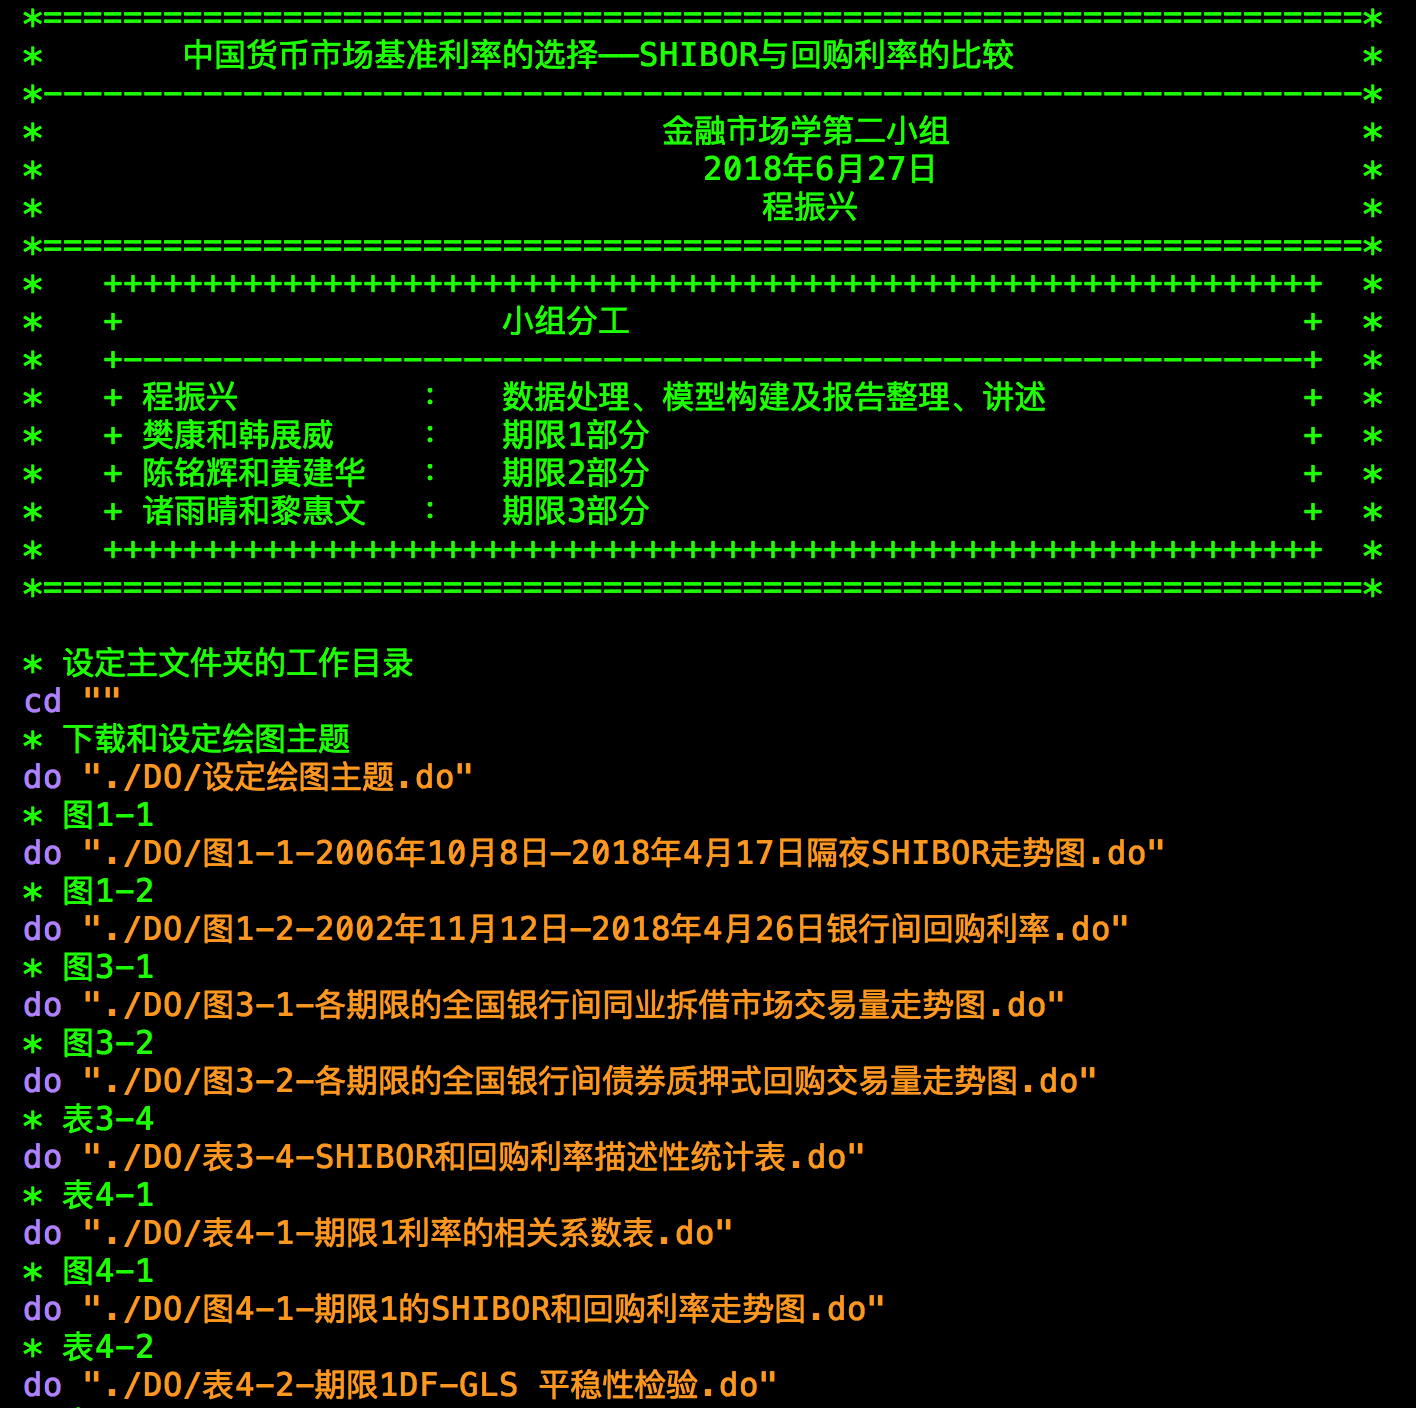 *==================================================================*
* 中国货币市场基准利率的选择——SHIBOR与回购利率的比较 *
*------------------------------------------------------------------*
* 金融市场学第二小组 *
* 2018年6月27日 *
* 程振兴 *
*==================================================================*
* +++++++++++++++++++++++++++++++++++++++++++++++++++++++++++++ *
* + 小组分工 + *
* +-----------------------------------------------------------+ *
* + 程振兴 : 数据处理、模型构建及报告整理、讲述 + *
* + 樊康和韩展威 : 期限1部分 + *
* + 陈铭辉和黄建华 : 期限2部分 + *
* + 诸雨晴和黎惠文 : 期限3部分 + *
* +++++++++++++++++++++++++++++++++++++++++++++++++++++++++++++ *
*==================================================================*
* 设定主文件夹的工作目录
cd ""
* 下载和设定绘图主题
do "./DO/设定绘图主题.do"
* 图1-1
do "./DO/图1-1-2006年10月8日—2018年4月17日隔夜SHIBOR走势图.do"
* 图1-2
do "./DO/图1-2-2002年11月12日—2018年4月26日银行间回购利率.do"
* 图3-1
do "./DO/图3-1-各期限的全国银行间同业拆借市场交易量走势图.do"
* 图3-2
do "./DO/图3-2-各期限的全国银行间债券质押式回购交易量走势图.do"
* 表3-4
do "./DO/表3-4-SHIBOR和回购利率描述性统计表.do"
* 表4-1
do "./DO/表4-1-期限1利率的相关系数表.do"
* 图4-1
do "./DO/图4-1-期限1的SHIBOR和回购利率走势图.do"
* 表4-2
do "./DO/表4-2-期限1DF-GLS 平稳性检验.do"